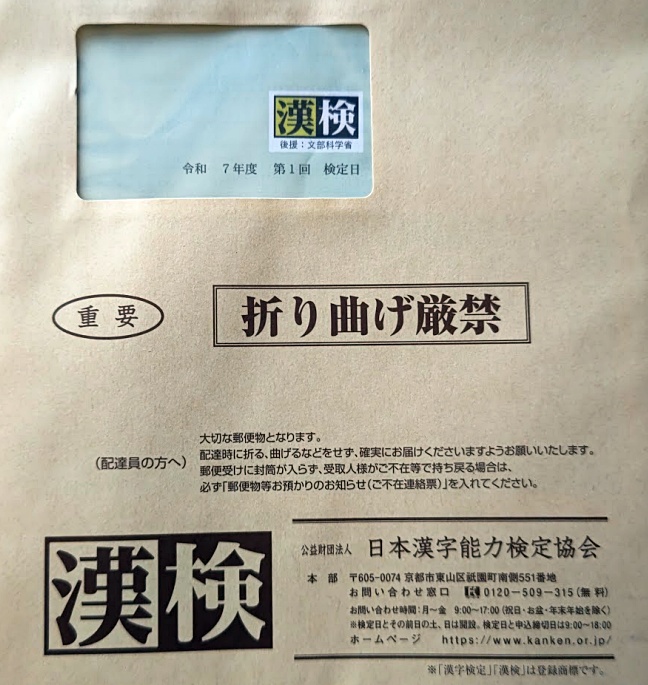 漢検
後援：文部科学省
令和 7年度 第1回 検定日
重要
折り曲げ厳禁
大切な郵便物となります。
(配達員の方へ) 配達時に折る、曲げるなどをせず、確実にお届けくださいますようお願いいたします。
郵便受けに封筒が入らず、受取人様がご不在等で持ち戻る場合は、
必ず「郵便物等お預かりのお知らせ(ご不在連絡票)」を入れてください。
漢検
公益財団法人 日本漢字能力検定協会
本部 〒605-0074 京都市東山区祇園町南側551番地
お問い合わせ窓口 0120-509-315(無料)
お問い合わせ時間：月〜金 9:00〜17:00(祝日・お盆・年末年始を除く)
※検定日とその前日の土、日は開設。検定日と申込締切日は9:00〜18:00
ホームページ https://www.kanken.or.jp/
※「漢字検定」「漢検」は登録商標です。